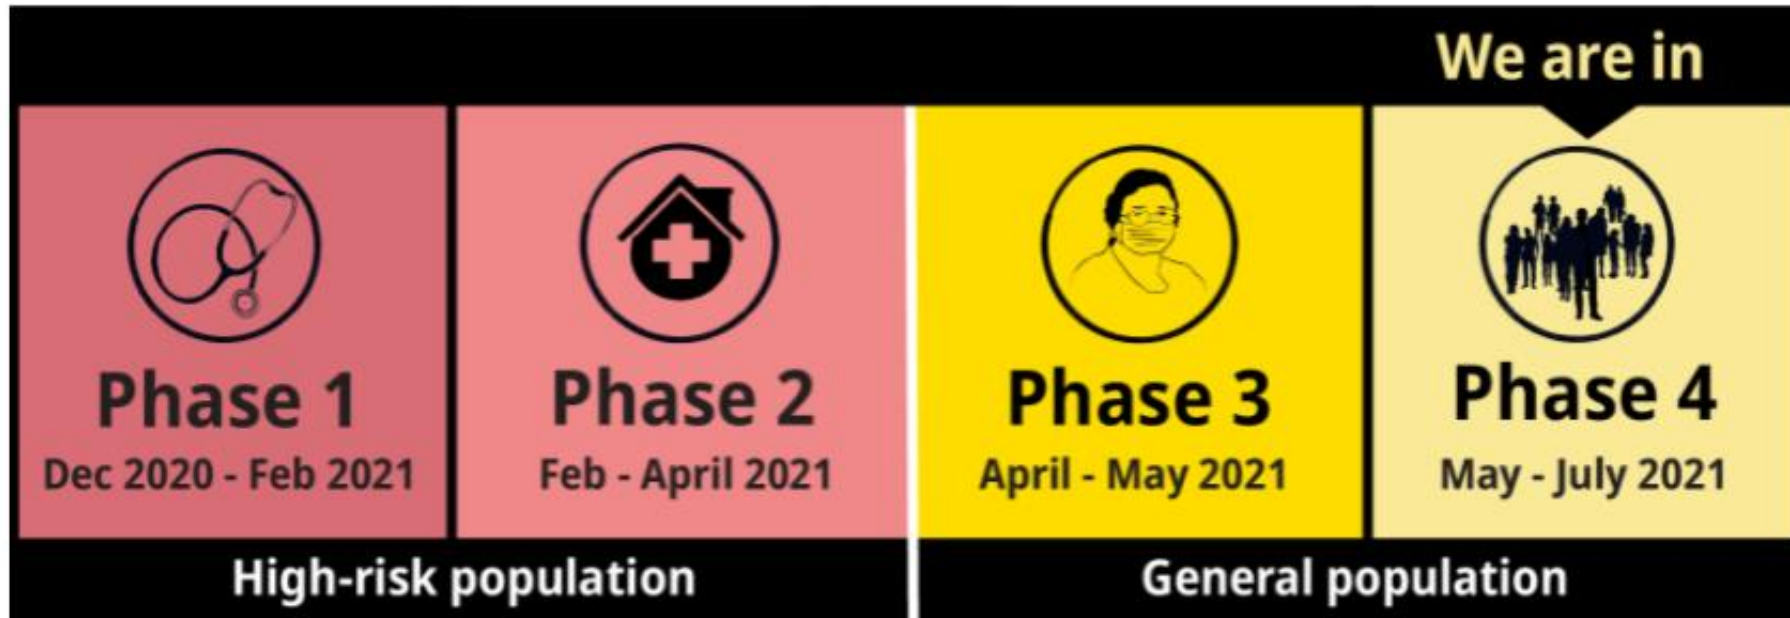 We are in
Phase 1
Dec 2020 - Feb 2021
Phase 2
Feb - April 2021
Phase 3
April - May 2021
Phase 4
May - July 2021
High-risk population
General population